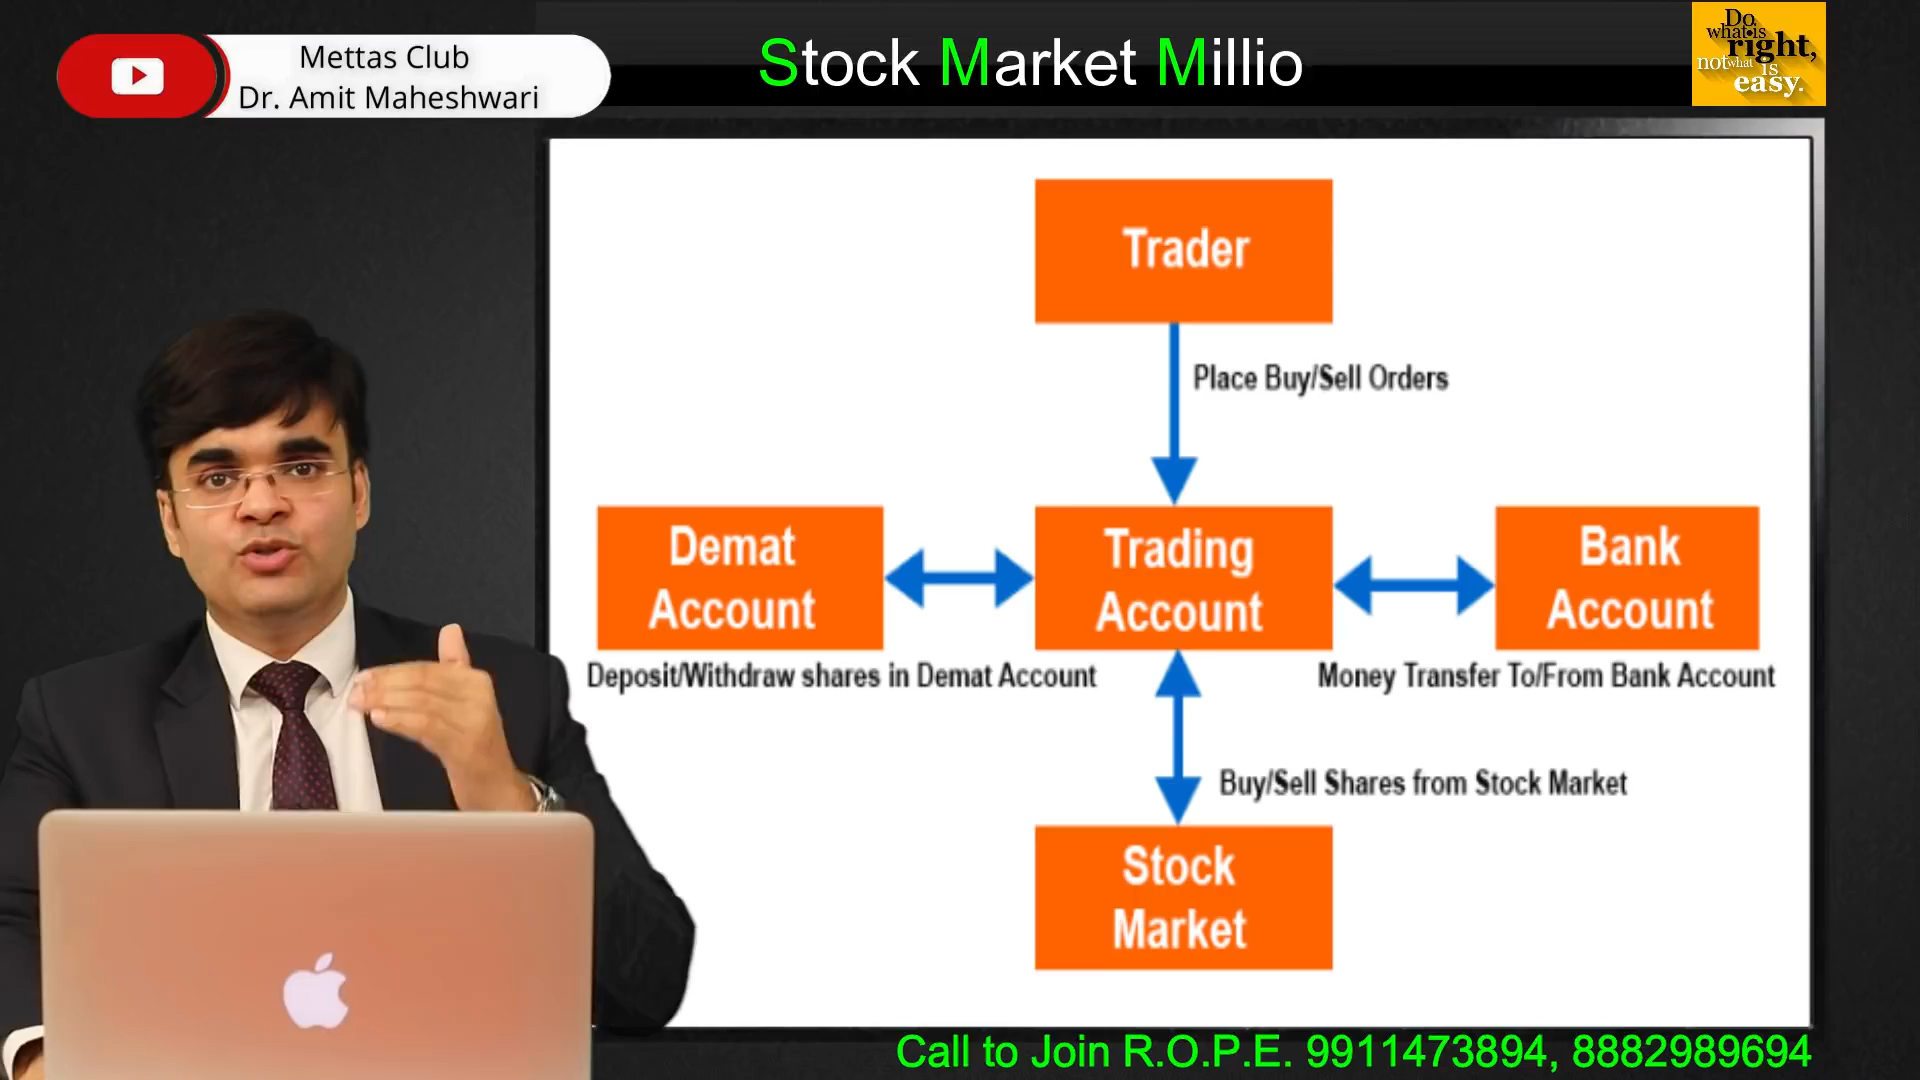 Mettas Club
Dr. Amit Maheshwari
Stock Market Millio
Do
what is
right,
not what is
easy.
Trader
Place Buy/Sell Orders
Demat
Account
Trading
Account
Bank
Account
Deposit/Withdraw shares in Demat Account
Money Transfer To/From Bank Account
Buy/Sell Shares from Stock Market
Stock
Market
Call to Join R.O.P.E. 9911473894, 8882989694